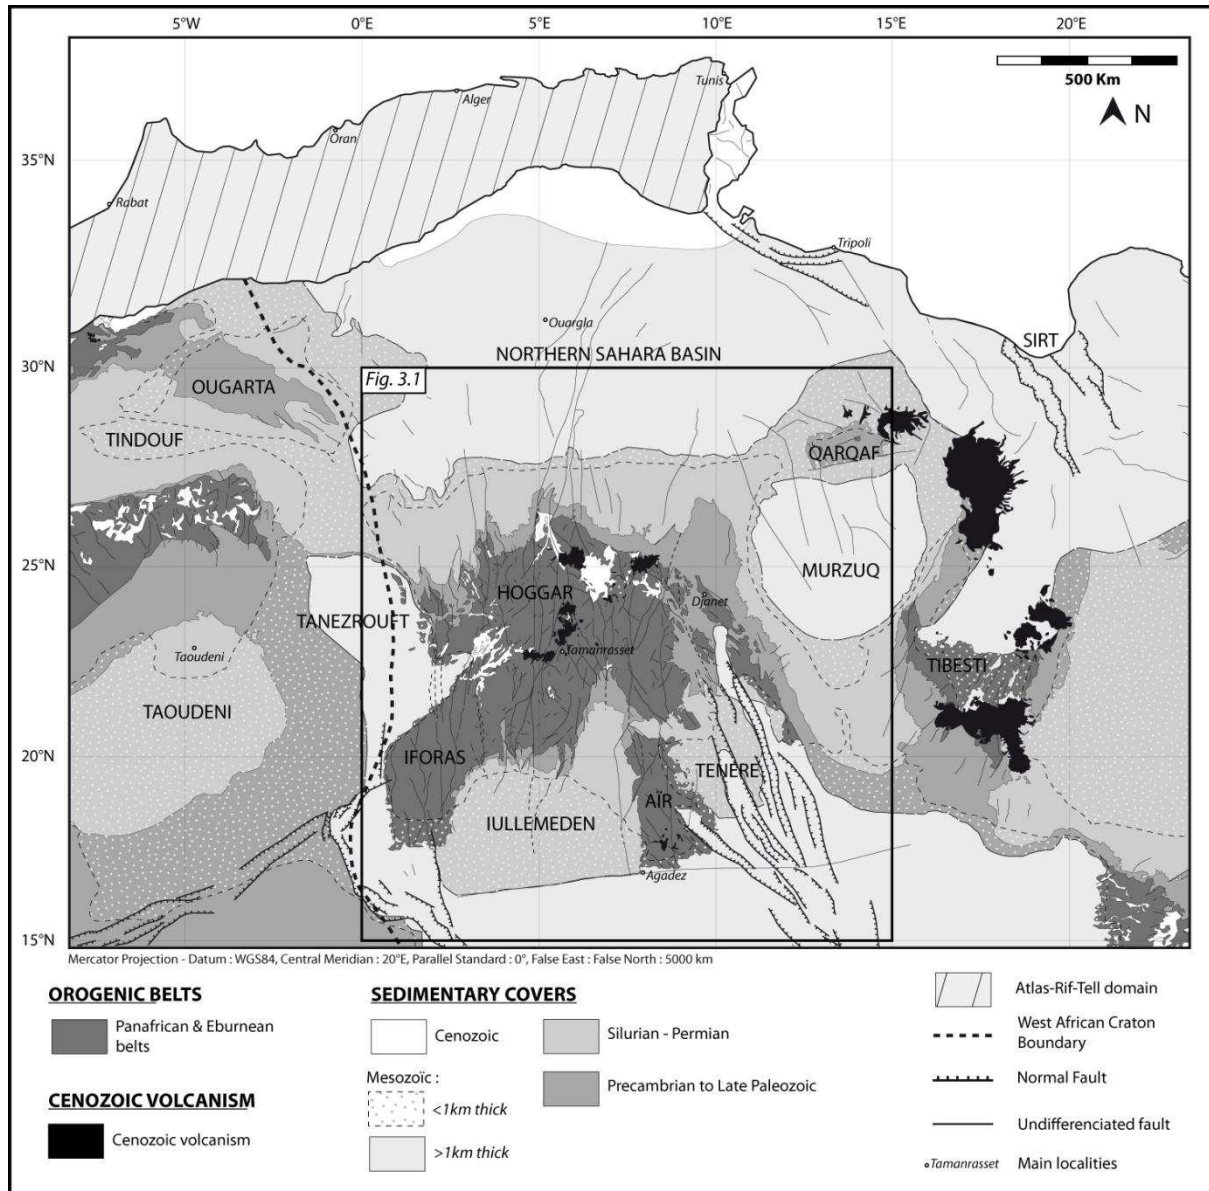 5°W 0°E 5°E 10°E 15°E 20°E
Tunis
500 Km
Alger
N
Oran
35°N
Rabat
Tripoli
Ouargla
SIRT
NORTHERN SAHARA BASIN
30°N
Fig. 3.1
OUGARTA
TINDOUF
QARQAF
25°N
MURZUQ
HOGGAR
Djanet
TANEZROUFT
Taoudeni
Tamanrasset
TIBESTI
TAOUDENI
20°N
IFORAS
TENERE
AÏR
IULLEMEDEN
Agadez
15°N
Mercator Projection - Datum : WGS84, Central Meridian : 20°E, Parallel Standard : 0°, False East : False North : 5000 km
OROGENIC BELTS
Panafrican & Eburnean
belts
CENOZOIC VOLCANISM
Cenozoic volcanism
SEDIMENTARY COVERS
Cenozoic
Mesozoïc :
<1km thick
>1km thick
Silurian - Permian
Precambrian to Late Paleozoic
Atlas-Rif-Tell domain
West African Craton
Boundary
Normal Fault
Undifferenciated fault
Tamanrasset Main localities